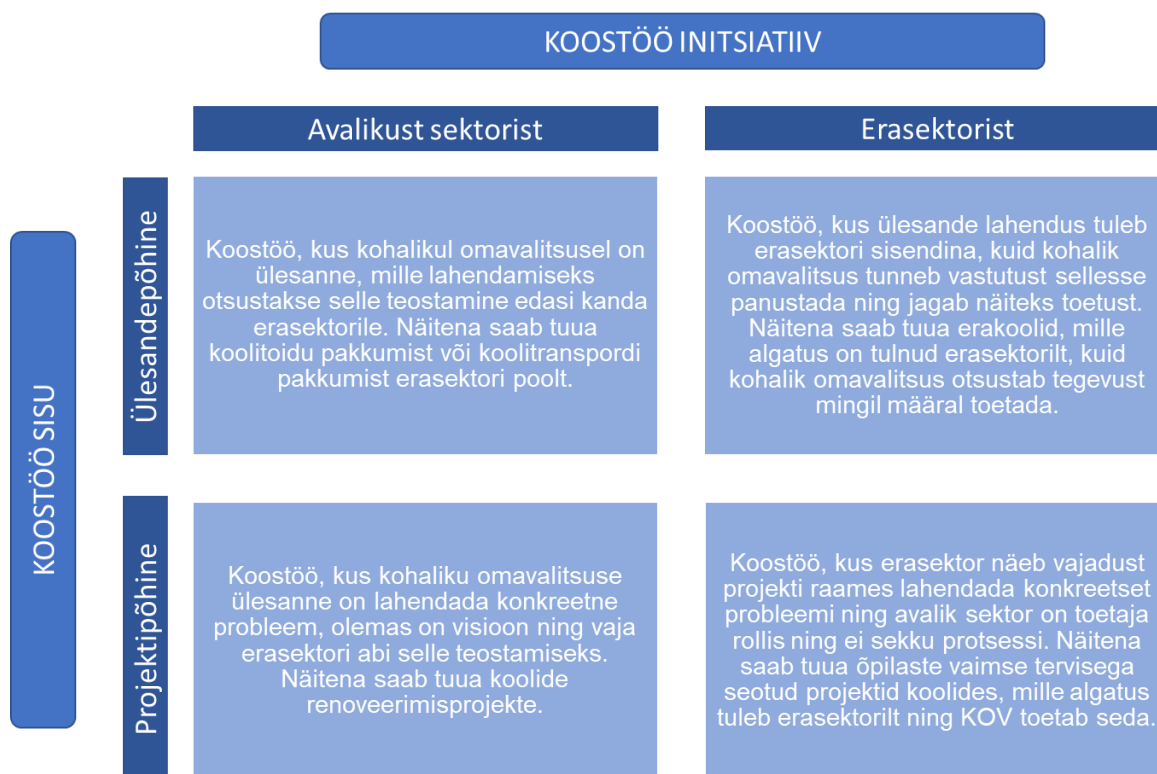 KOOSTÖÖ INITSIATIIV
Avalikust sektorist
Erasektorist
KOOSTÖÖ SISU
Ülesandepõhine
Koostöö, kus kohalikul omavalitsusel on
ülesanne, mille lahendamiseks
otsustakse selle teostamine edasi kanda
erasektorile. Näitena saab tuua
koolitoidu pakkumist või koolitranspordi
pakkumist erasektori poolt.
Koostöö, kus ülesande lahendus tuleb
erasektori sisendina, kuid kohalik
omavalitsus tunneb vastutust sellesse
panustada ning jagab näiteks toetust.
Näitena saab tuua erakoolid, mille
algatus on tulnud erasektorilt, kuid
kohalik omavalitsus otsustab tegevust
mingil määral toetada.
Projektipõhine
Koostöö, kus kohaliku omavalitsuse
ülesanne on lahendada konkreetne
probleem, olemas on visioon ning vaja
erasektori abi selle teostamiseks.
Näitena saab tuua koolide
renoveerimisprojekte.
Koostöö, kus erasektor näeb vajadust
projekti raames lahendada konkreetset
probleemi ning avalik sektor on toetaja
rollis ning ei sekku protsessi. Näitena
saab tuua õpilaste vaimse tervisega
seotud projektid koolides, mille algatus
tuleb erasektorilt ning KOV toetab seda.